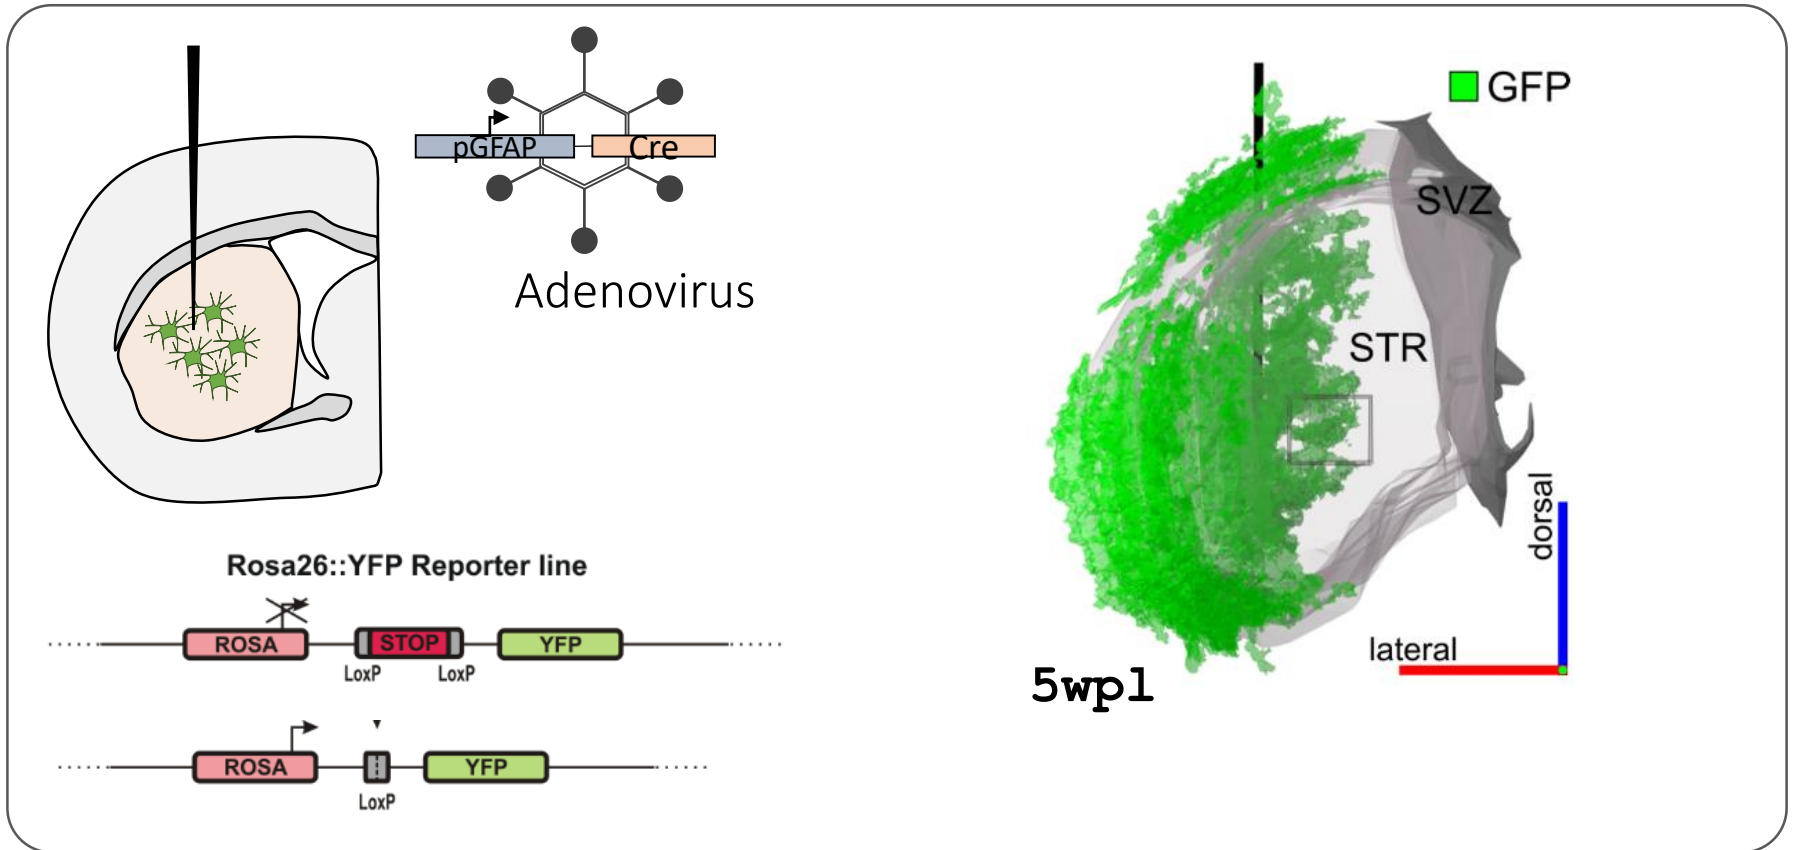 pGFAP
Cre
Adenovirus
Rosa26::YFP Reporter line
ROSA
STOP
YFP
LoxP
LoxP
ROSA
YFP
LoxP
GFP
SVZ
STR
dorsal
lateral
5wpl